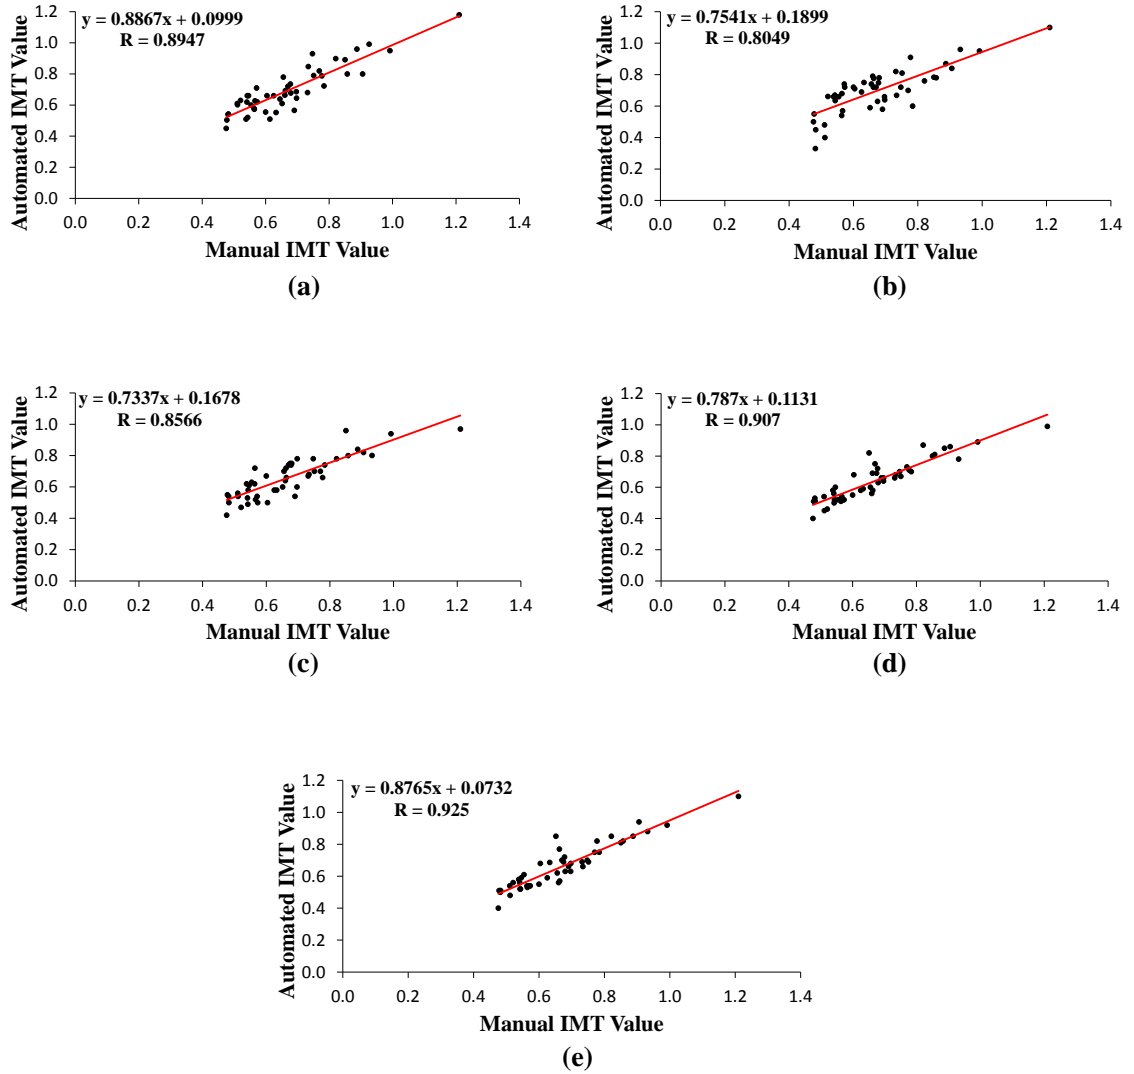 y = 0.8867x + 0.0999
R = 0.8947
Automated IMT Value
1.2
1.0
0.8
0.6
0.4
0.2
0.0
0.0 0.2 0.4 0.6 0.8 1.0 1.2 1.4
Manual IMT Value
(a)
y = 0.7541x + 0.1899
R = 0.8049
Automated IMT Value
1.2
1.0
0.8
0.6
0.4
0.2
0.0
0.0 0.2 0.4 0.6 0.8 1.0 1.2 1.4
Manual IMT Value
(b)
y = 0.7337x + 0.1678
R = 0.8566
Automated IMT Value
1.2
1.0
0.8
0.6
0.4
0.2
0.0
0.0 0.2 0.4 0.6 0.8 1.0 1.2 1.4
Manual IMT Value
(c)
y = 0.787x + 0.1131
R = 0.907
Automated IMT Value
1.2
1.0
0.8
0.6
0.4
0.2
0.0
0.0 0.2 0.4 0.6 0.8 1.0 1.2 1.4
Manual IMT Value
(d)
y = 0.8765x + 0.0732
R = 0.925
Automated IMT Value
1.2
1.0
0.8
0.6
0.4
0.2
0.0
0.0 0.2 0.4 0.6 0.8 1.0 1.2 1.4
Manual IMT Value
(e)